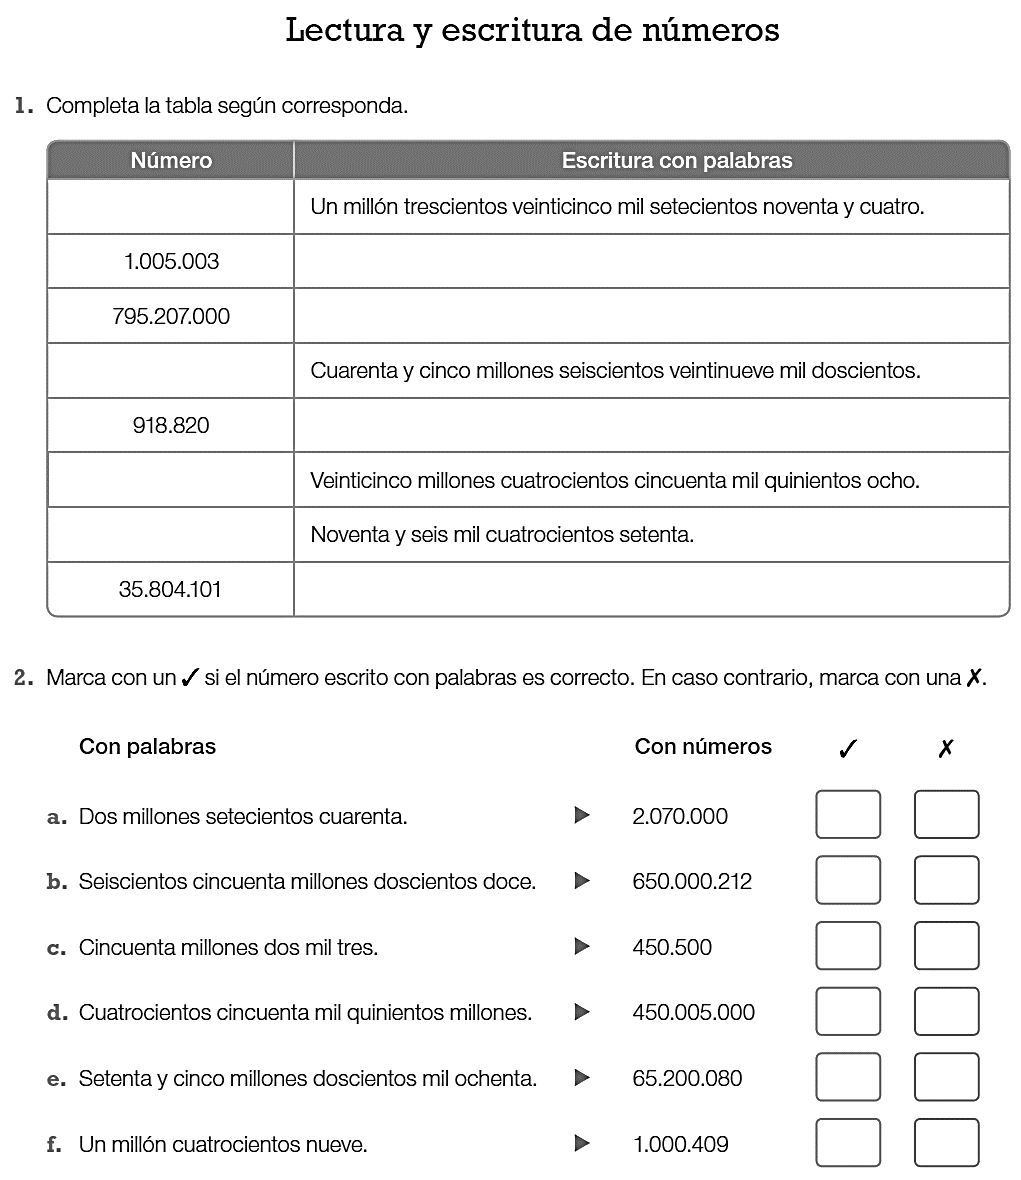 Lectura y escritura de números
1. Completa la tabla según corresponda.
Número Escritura con palabras
Un millón trescientos veinticinco mil setecientos noventa y cuatro.
1.005.003
795.207.000
Cuarenta y cinco millones seiscientos veintinueve mil doscientos.
918.820
Veinticinco millones cuatrocientos cincuenta mil quinientos ocho.
Noventa y seis mil cuatrocientos setenta.
35.804.101
2. Marca con un ✓ si el número escrito con palabras es correcto. En caso contrario, marca con una ✗.
Con palabras Con números ✓ ✗
a. Dos millones setecientos cuarenta. ▶ 2.070.000
b. Seiscientos cincuenta millones doscientos doce. ▶ 650.000.212
c. Cincuenta millones dos mil tres. ▶ 450.500
d. Cuatrocientos cincuenta mil quinientos millones. ▶ 450.005.000
e. Setenta y cinco millones doscientos mil ochenta. ▶ 65.200.080
f. Un millón cuatrocientos nueve. ▶ 1.000.409